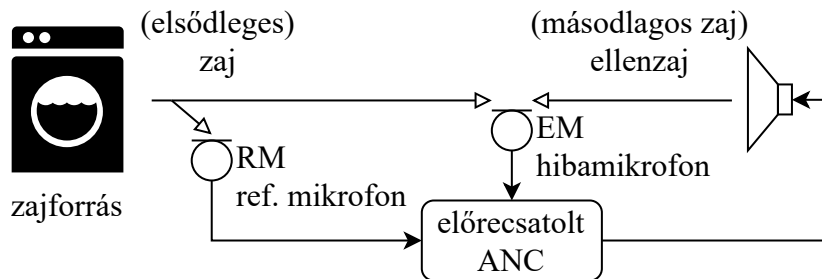 (elsődleges)
zaj
(másodlagos zaj)
ellenzaj
RM
ref. mikrofon
EM
hibamikrofon
zajforrás
előrecsatolt
ANC